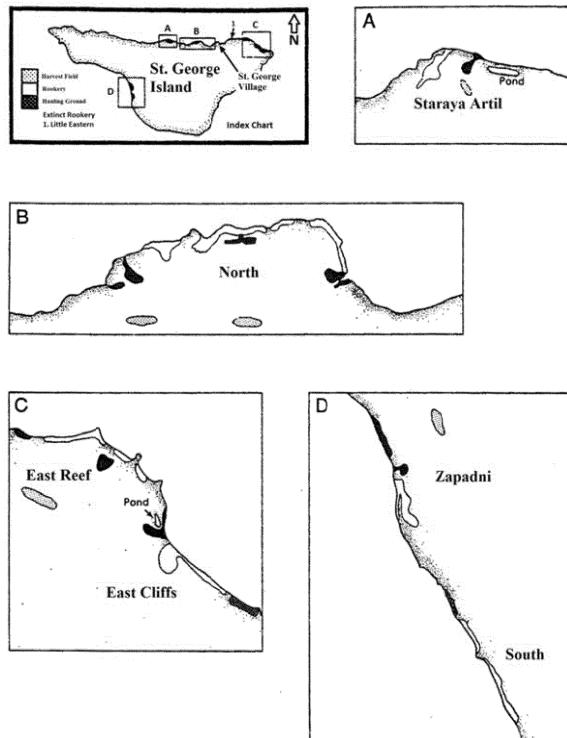 A
B
1
C
N
St. George
Island
St. George
Village
D
Harvest Field
Rookery
Hauling Ground
Extinct Rookery
1. Little Eastern
Index Chart
A
Pond
Staraya Artil
B
North
C
East Reef
Pond
East Cliffs
D
Zapadni
South